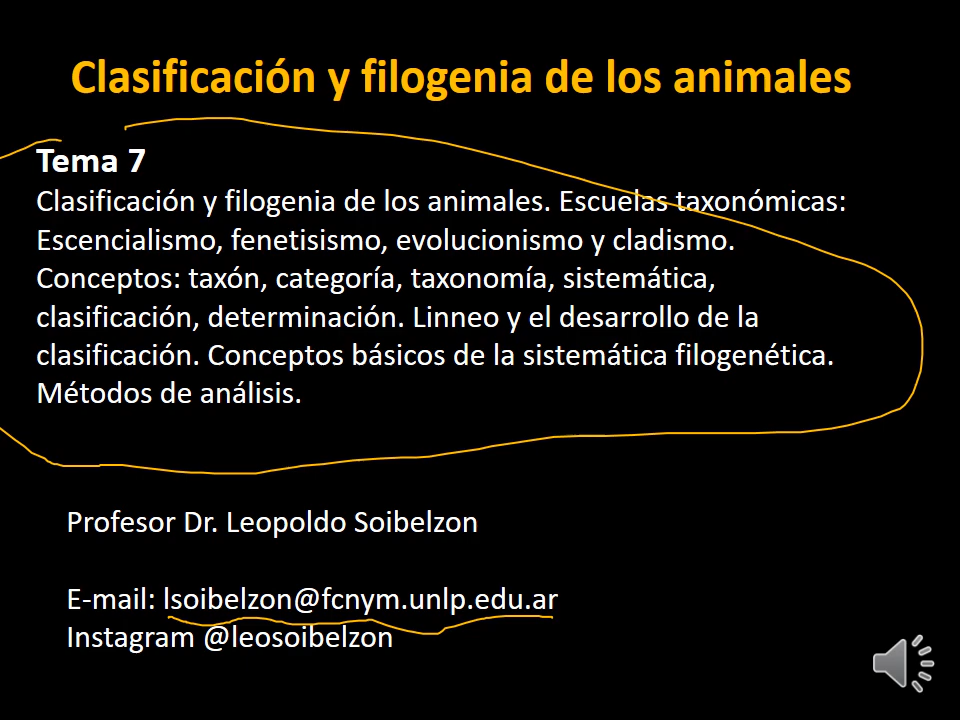 Clasificación y filogenia de los animales
Tema 7
Clasificación y filogenia de los animales. Escuelas taxonómicas:
Escencialismo, fenetisismo, evolucionismo y cladismo.
Conceptos: taxón, categoría, taxonomía, sistemática,
clasificación, determinación. Linneo y el desarrollo de la
clasificación. Conceptos básicos de la sistemática filogenética.
Métodos de análisis.
Profesor Dr. Leopoldo Soibelzon
E-mail: lsoibelzon@fcnym.unlp.edu.ar
Instagram @leosoibelzon